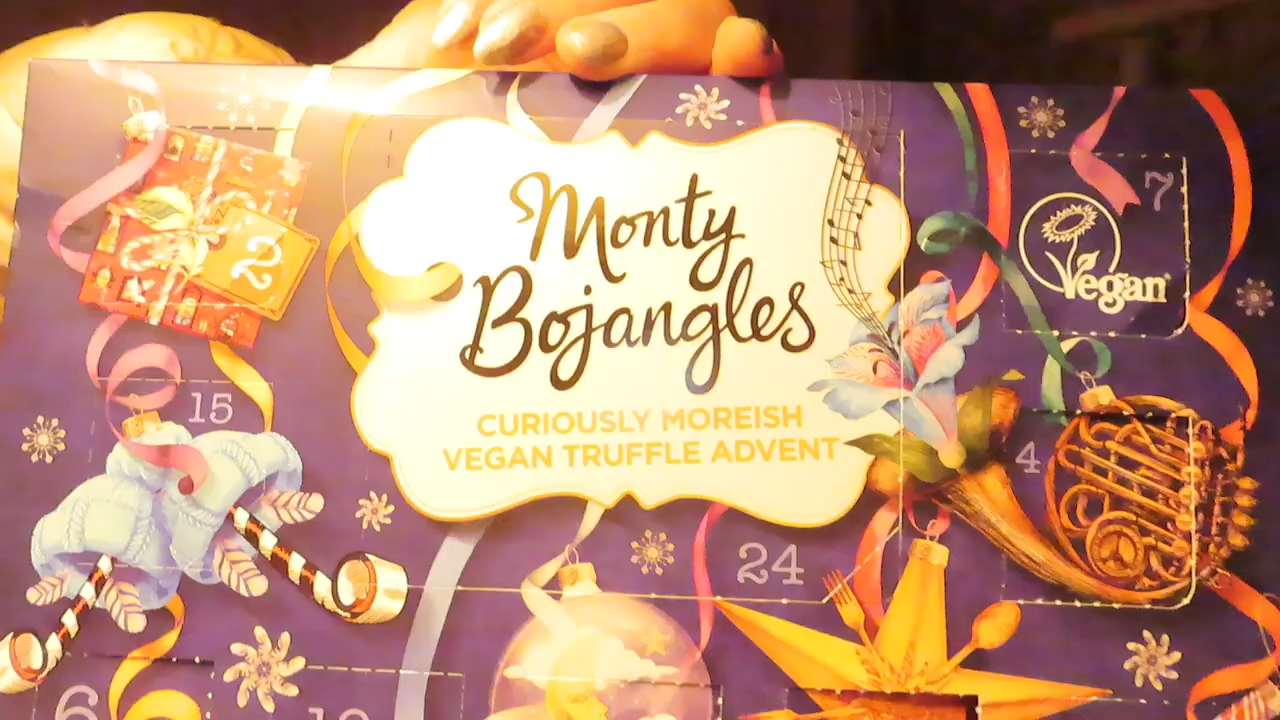 2
Monty
Bojangles
CURIOUSLY MOREISH
VEGAN TRUFFLE ADVENT
7
Vegan
15
4
24
6